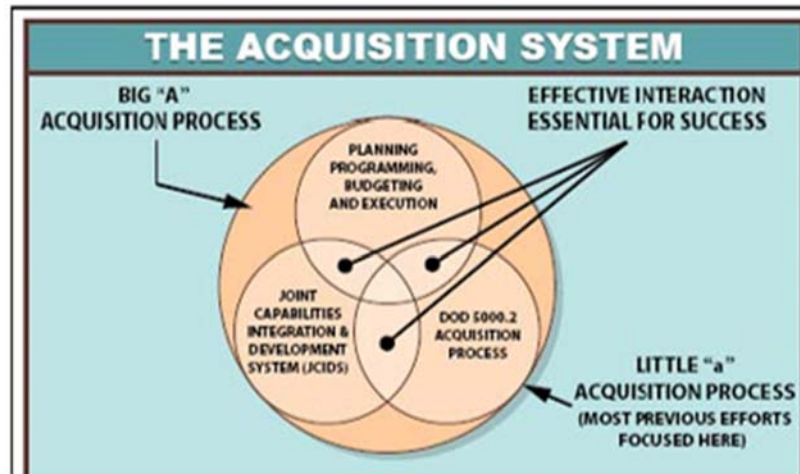 THE ACQUISITION SYSTEM
BIG “A”
ACQUISITION PROCESS
EFFECTIVE INTERACTION
ESSENTIAL FOR SUCCESS
PLANNING
PROGRAMMING,
BUDGETING
AND EXECUTION
JOINT
CAPABILITIES
INTEGRATION &
DEVELOPMENT
SYSTEM (JCIDS)
DOD 5000.2
ACQUISITION
PROCESS
LITTLE “a”
ACQUISITION PROCESS
(MOST PREVIOUS EFFORTS
FOCUSED HERE)